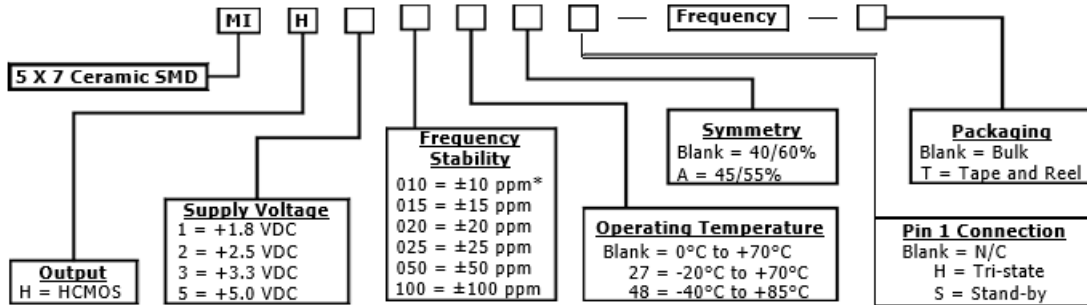 MI H — Frequency —
5 X 7 Ceramic SMD
Output
H = HCMOS
Supply Voltage
1 = +1.8 VDC
2 = +2.5 VDC
3 = +3.3 VDC
5 = +5.0 VDC
Frequency
Stability
010 = ±10 ppm*
015 = ±15 ppm
020 = ±20 ppm
025 = ±25 ppm
050 = ±50 ppm
100 = ±100 ppm
Symmetry
Blank = 40/60%
A = 45/55%
Operating Temperature
Blank = 0°C to +70°C
27 = -20°C to +70°C
48 = -40°C to +85°C
Packaging
Blank = Bulk
T = Tape and Reel
Pin 1 Connection
Blank = N/C
H = Tri-state
S = Stand-by